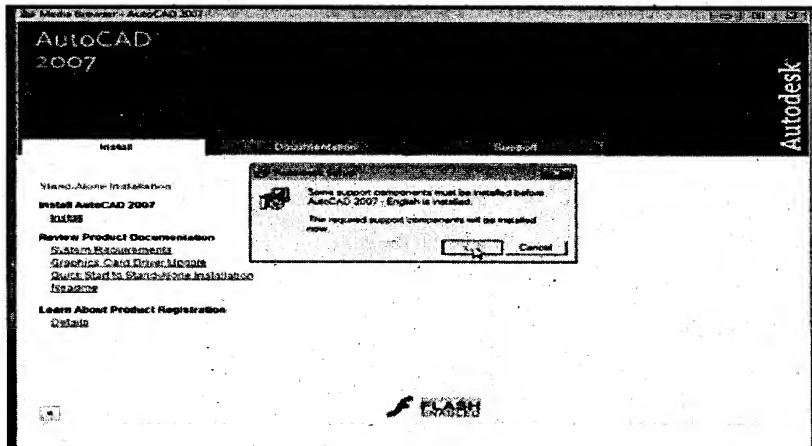 Media Browser - AutoCAD 2007
AutoCAD
2007
Autodesk
Install
Documentation
Support
Stand-Alone Installation
Install AutoCAD 2007
Install
Review Product Documentation
System Requirements
Graphics Card Driver Update
Quick Start to Stand-Alone Installation
Readme
Learn About Product Registration
Details
Some support components must be installed before
AutoCAD 2007 - English is installed.
The required support components will be installed
now.
Cancel
FLASH
ENABLED